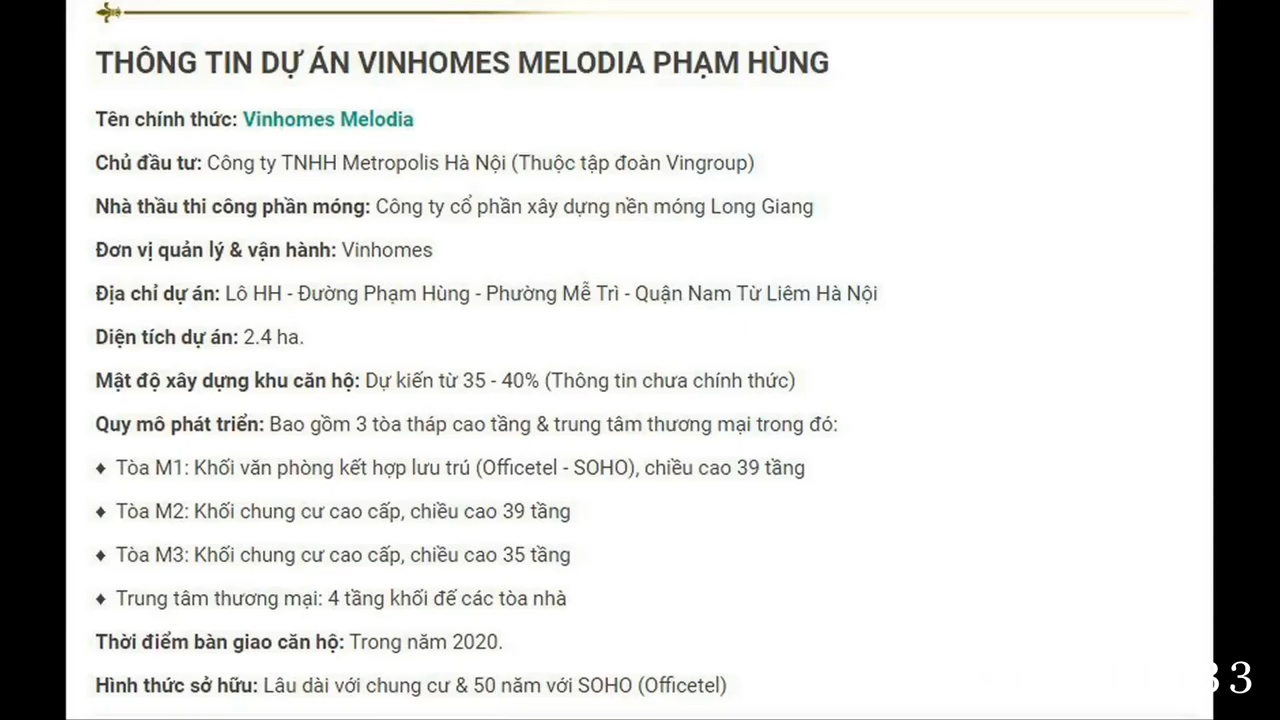 THÔNG TIN DỰ ÁN VINHOMES MELODIA PHẠM HÙNG
Tên chính thức: Vinhomes Melodia
Chủ đầu tư: Công ty TNHH Metropolis Hà Nội (Thuộc tập đoàn Vingroup)
Nhà thầu thi công phần móng: Công ty cổ phần xây dựng nền móng Long Giang
Đơn vị quản lý & vận hành: Vinhomes
Địa chỉ dự án: Lô HH - Đường Phạm Hùng - Phường Mễ Trì - Quận Nam Từ Liêm Hà Nội
Diện tích dự án: 2.4 ha.
Mật độ xây dựng khu căn hộ: Dự kiến từ 35 - 40% (Thông tin chưa chính thức)
Quy mô phát triển: Bao gồm 3 tòa tháp cao tầng & trung tâm thương mại trong đó:
♦ Tòa M1: Khối văn phòng kết hợp lưu trú (Officetel - SOHO), chiều cao 39 tầng
♦ Tòa M2: Khối chung cư cao cấp, chiều cao 39 tầng
♦ Tòa M3: Khối chung cư cao cấp, chiều cao 35 tầng
♦ Trung tâm thương mại: 4 tầng khối đế các tòa nhà
Thời điểm bàn giao căn hộ: Trong năm 2020.
Hình thức sở hữu: Lâu dài với chung cư & 50 năm với SOHO (Officetel)